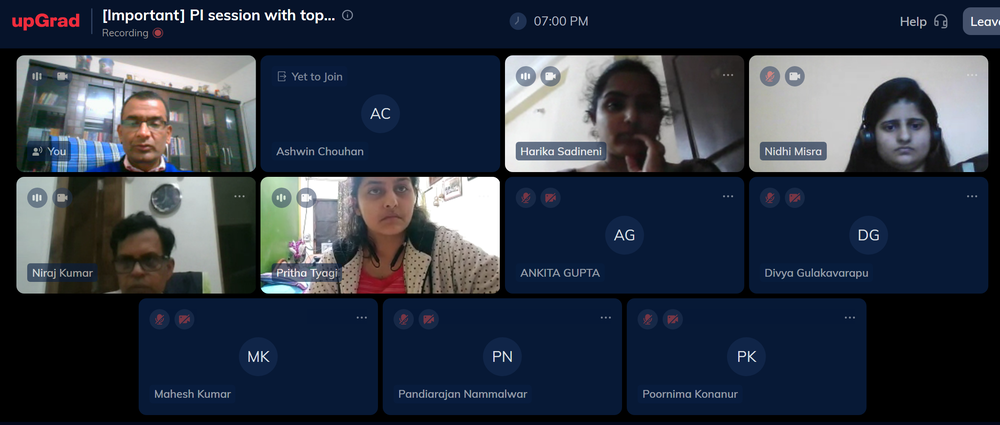 upGrad
[Important] PI session with top...
Recording
07:00 PM
Help
Leave
You
Yet to Join
AC
Ashwin Chouhan
Harika Sadineni
Nidhi Misra
Niraj Kumar
Pritha Tyagi
AG
ANKITA GUPTA
DG
Divya Gulakavarapu
MK
Mahesh Kumar
PN
Pandiarajan Nammalwar
PK
Poornima Konanur